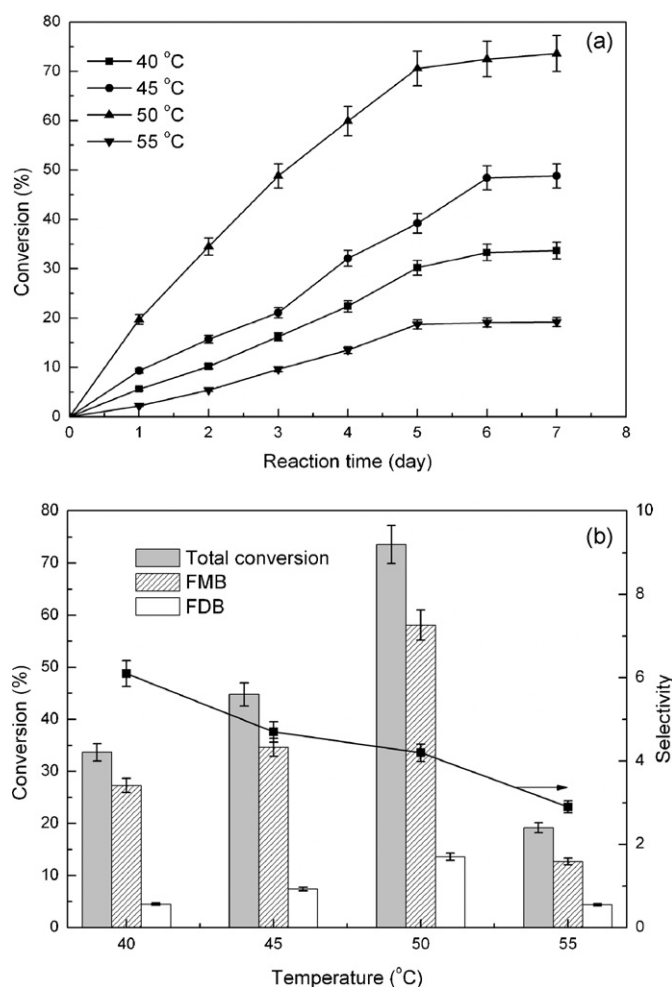 (a)
40 °C
45 °C
50 °C
55 °C
Conversion (%)
80
70
60
50
40
30
20
10
0
0 1 2 3 4 5 6 7 8
Reaction time (day)
(b)
Total conversion
FMB
FDB
Conversion (%)
80
70
60
50
40
30
20
10
0
10
8
6
4
2
0
Selectivity
40 45 50 55
Temperature (°C)